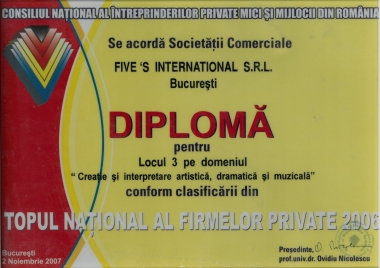 CONSILIUL NAȚIONAL AL ÎNTREPRINDERILOR PRIVATE MICI ȘI MIJLOCII DIN ROMÂNIA
Se acordă Societății Comerciale
FIVE 'S INTERNATIONAL S.R.L.
București
DIPLOMĂ
pentru
Locul 3 pe domeniul
" Creație și interpretare artistică, dramatică și muzicală"
conform clasificării din
TOPUL NAȚIONAL AL FIRMELOR PRIVATE 2006
București
2 Noiembrie 2007
Președinte,
prof.univ.dr. Ovidiu Nicolescu